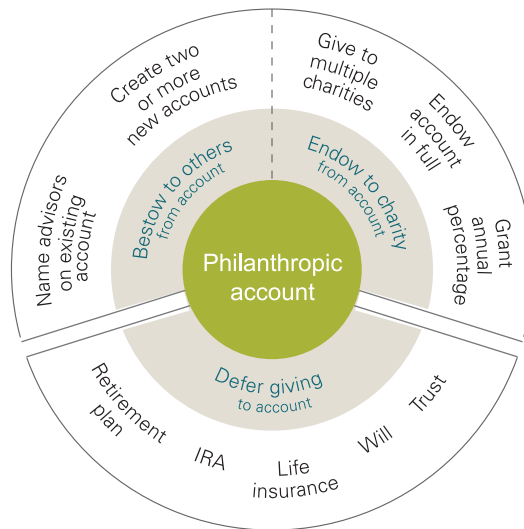 Create two
or more
new accounts
Give to
multiple
charities
Endow
account
in full
Name advisors
on existing
account
Bestow to others
from account
Endow to charity
from account
Grant
annual
percentage
Philanthropic
account
Defer giving
to account
Retirement
plan
IRA
Life
insurance
Will
Trust